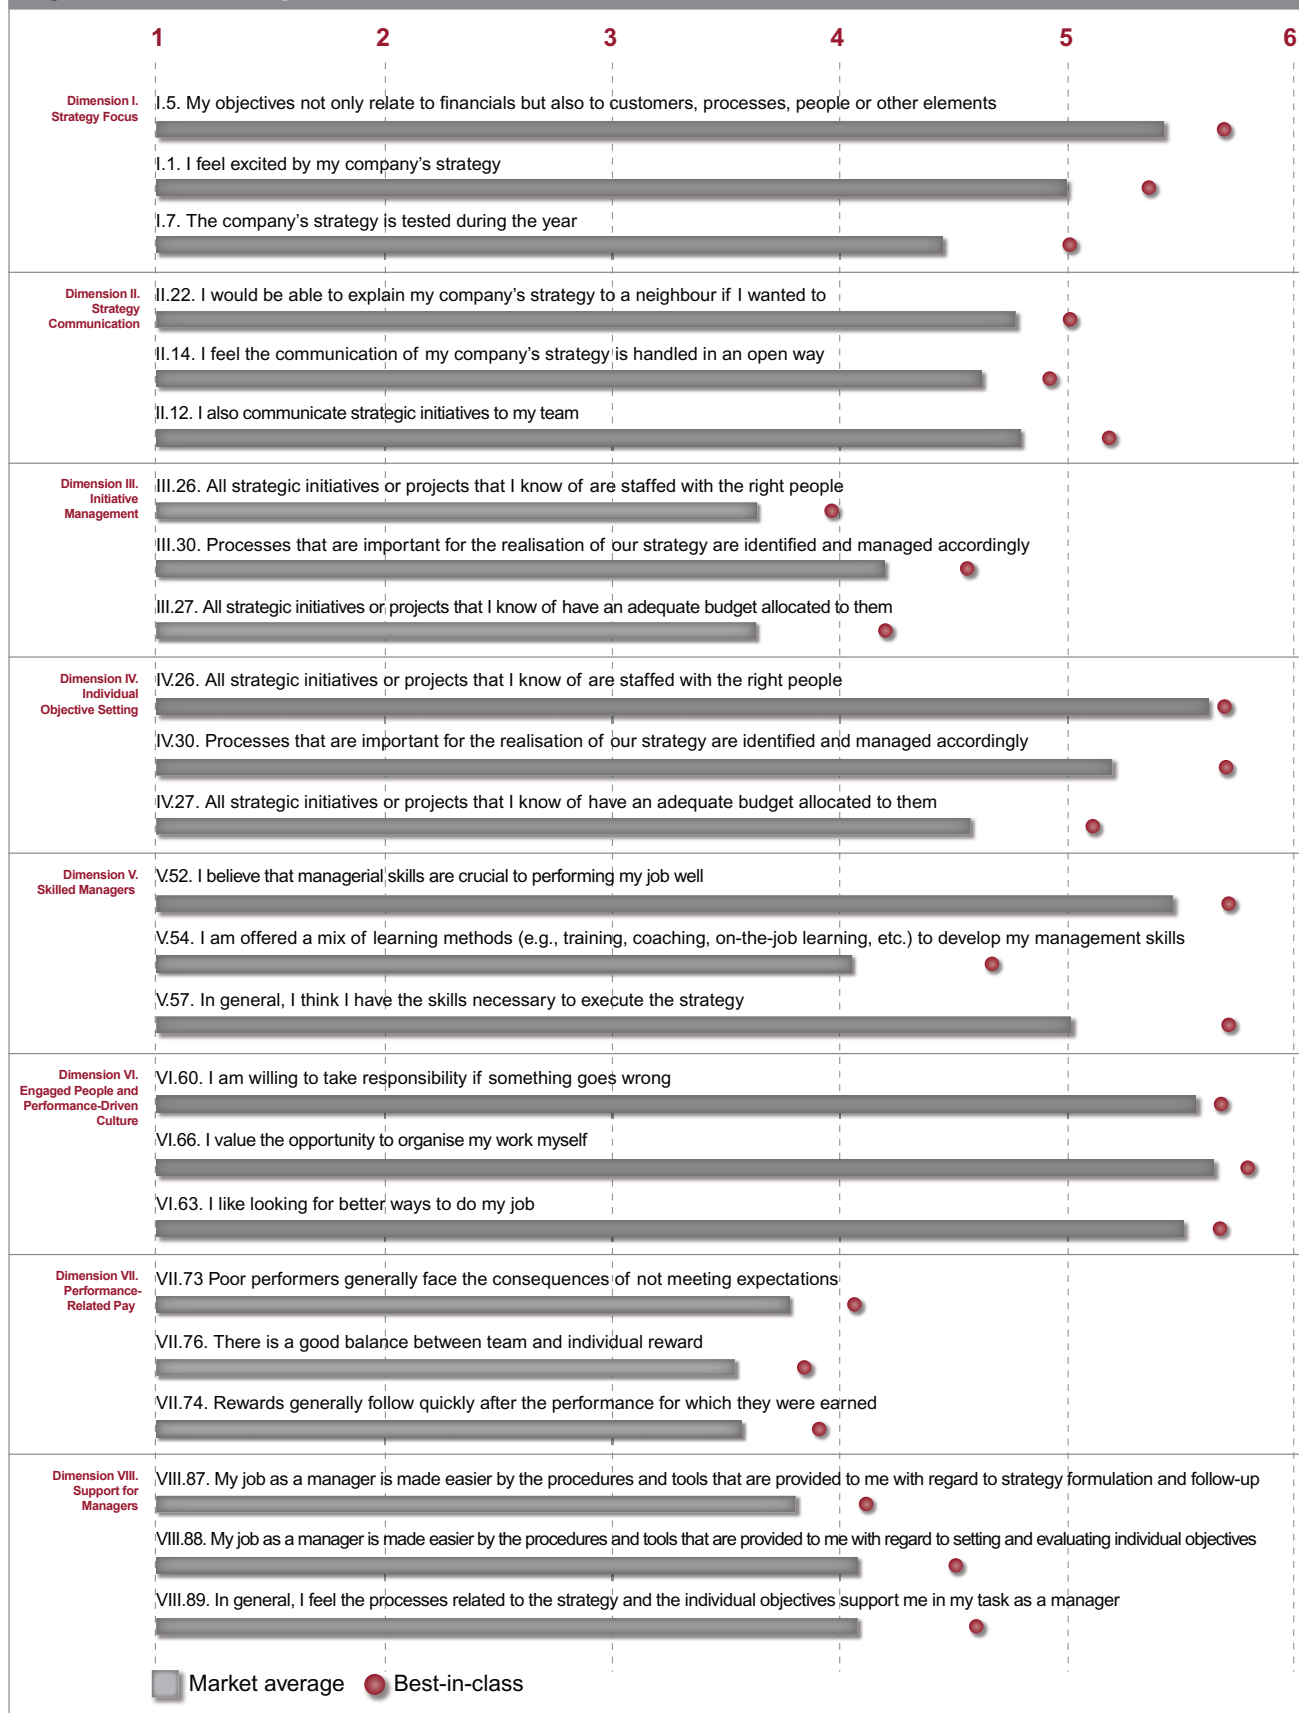 1 2 3 4 5 6
Dimension I.
Strategy Focus
I.5. My objectives not only relate to financials but also to customers, processes, people or other elements
I.1. I feel excited by my company’s strategy
I.7. The company’s strategy is tested during the year
Dimension II.
Strategy
Communication
II.22. I would be able to explain my company’s strategy to a neighbour if I wanted to
II.14. I feel the communication of my company’s strategy is handled in an open way
II.12. I also communicate strategic initiatives to my team
Dimension III.
Initiative
Management
III.26. All strategic initiatives or projects that I know of are staffed with the right people
III.30. Processes that are important for the realisation of our strategy are identified and managed accordingly
III.27. All strategic initiatives or projects that I know of have an adequate budget allocated to them
Dimension IV.
Individual
Objective Setting
IV.26. All strategic initiatives or projects that I know of are staffed with the right people
IV.30. Processes that are important for the realisation of our strategy are identified and managed accordingly
IV.27. All strategic initiatives or projects that I know of have an adequate budget allocated to them
Dimension V.
Skilled Managers
V.52. I believe that managerial skills are crucial to performing my job well
V.54. I am offered a mix of learning methods (e.g., training, coaching, on-the-job learning, etc.) to develop my management skills
V.57. In general, I think I have the skills necessary to execute the strategy
Dimension VI.
Engaged People and
Performance-Driven
Culture
VI.60. I am willing to take responsibility if something goes wrong
VI.66. I value the opportunity to organise my work myself
VI.63. I like looking for better ways to do my job
Dimension VII.
Performance-
Related Pay
VII.73 Poor performers generally face the consequences of not meeting expectations
VII.76. There is a good balance between team and individual reward
VII.74. Rewards generally follow quickly after the performance for which they were earned
Dimension VIII.
Support for
Managers
VIII.87. My job as a manager is made easier by the procedures and tools that are provided to me with regard to strategy formulation and follow-up
VIII.88. My job as a manager is made easier by the procedures and tools that are provided to me with regard to setting and evaluating individual objectives
VIII.89. In general, I feel the processes related to the strategy and the individual objectives support me in my task as a manager
Market average Best-in-class